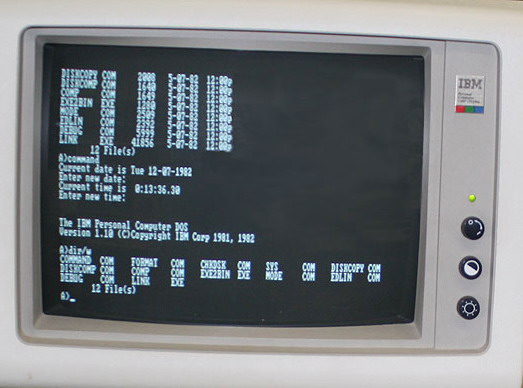 DISKCOPY COM 2008 5-07-82 12:00p
DISKCOMP COM 1640 5-07-82 12:00p
COMP COM 1649 5-07-82 12:00p
EXE2BIN EXE 1280 5-07-82 12:00p
MODE COM 2509 5-07-82 12:00p
EDLIN COM 2392 5-07-82 12:00p
DEBUG COM 5999 5-07-82 12:00p
LINK EXE 41856 5-07-82 12:00p
12 File(s)
A>command
Current date is Tue 12-07-1982
Enter new date:
Current time is 0:13:36.30
Enter new time:
The IBM Personal Computer DOS
Version 1.10 (C)Copyright IBM Corp 1981, 1982
A>dir/w
COMMAND COM FORMAT COM CHKDSK COM SYS COM DISKCOPY COM
DISKCOMP COM COMP COM EXE2BIN EXE MODE COM EDLIN COM
DEBUG COM LINK EXE
12 File(s)
A>_
IBM
Personal
Computer